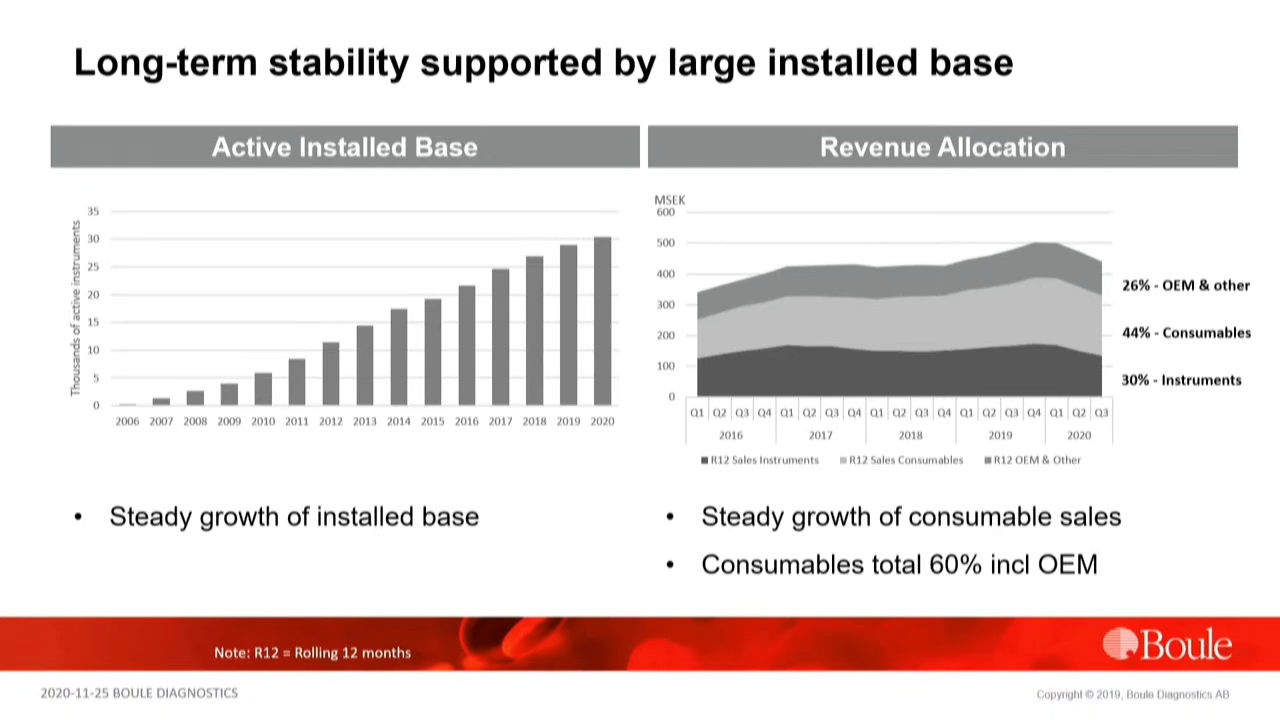 Long-term stability supported by large installed base
Active Installed Base
Thousands of active instruments
35
30
25
20
15
10
5
0
2006 2007 2008 2009 2010 2011 2012 2013 2014 2015 2016 2017 2018 2019 2020
• Steady growth of installed base
Revenue Allocation
MSEK
600
500
400
300
200
100
0
Q1 Q2 Q3 Q4 Q1 Q2 Q3 Q4 Q1 Q2 Q3 Q4 Q1 Q2 Q3 Q4 Q1 Q2 Q3
2016 2017 2018 2019 2020
R12 Sales Instruments R12 Sales Consumables R12 OEM & Other
26% - OEM & other
44% - Consumables
30% - Instruments
• Steady growth of consumable sales
• Consumables total 60% incl OEM
Note: R12 = Rolling 12 months
Boule
2020-11-25 BOULE DIAGNOSTICS
Copyright © 2019, Boule Diagnostics AB